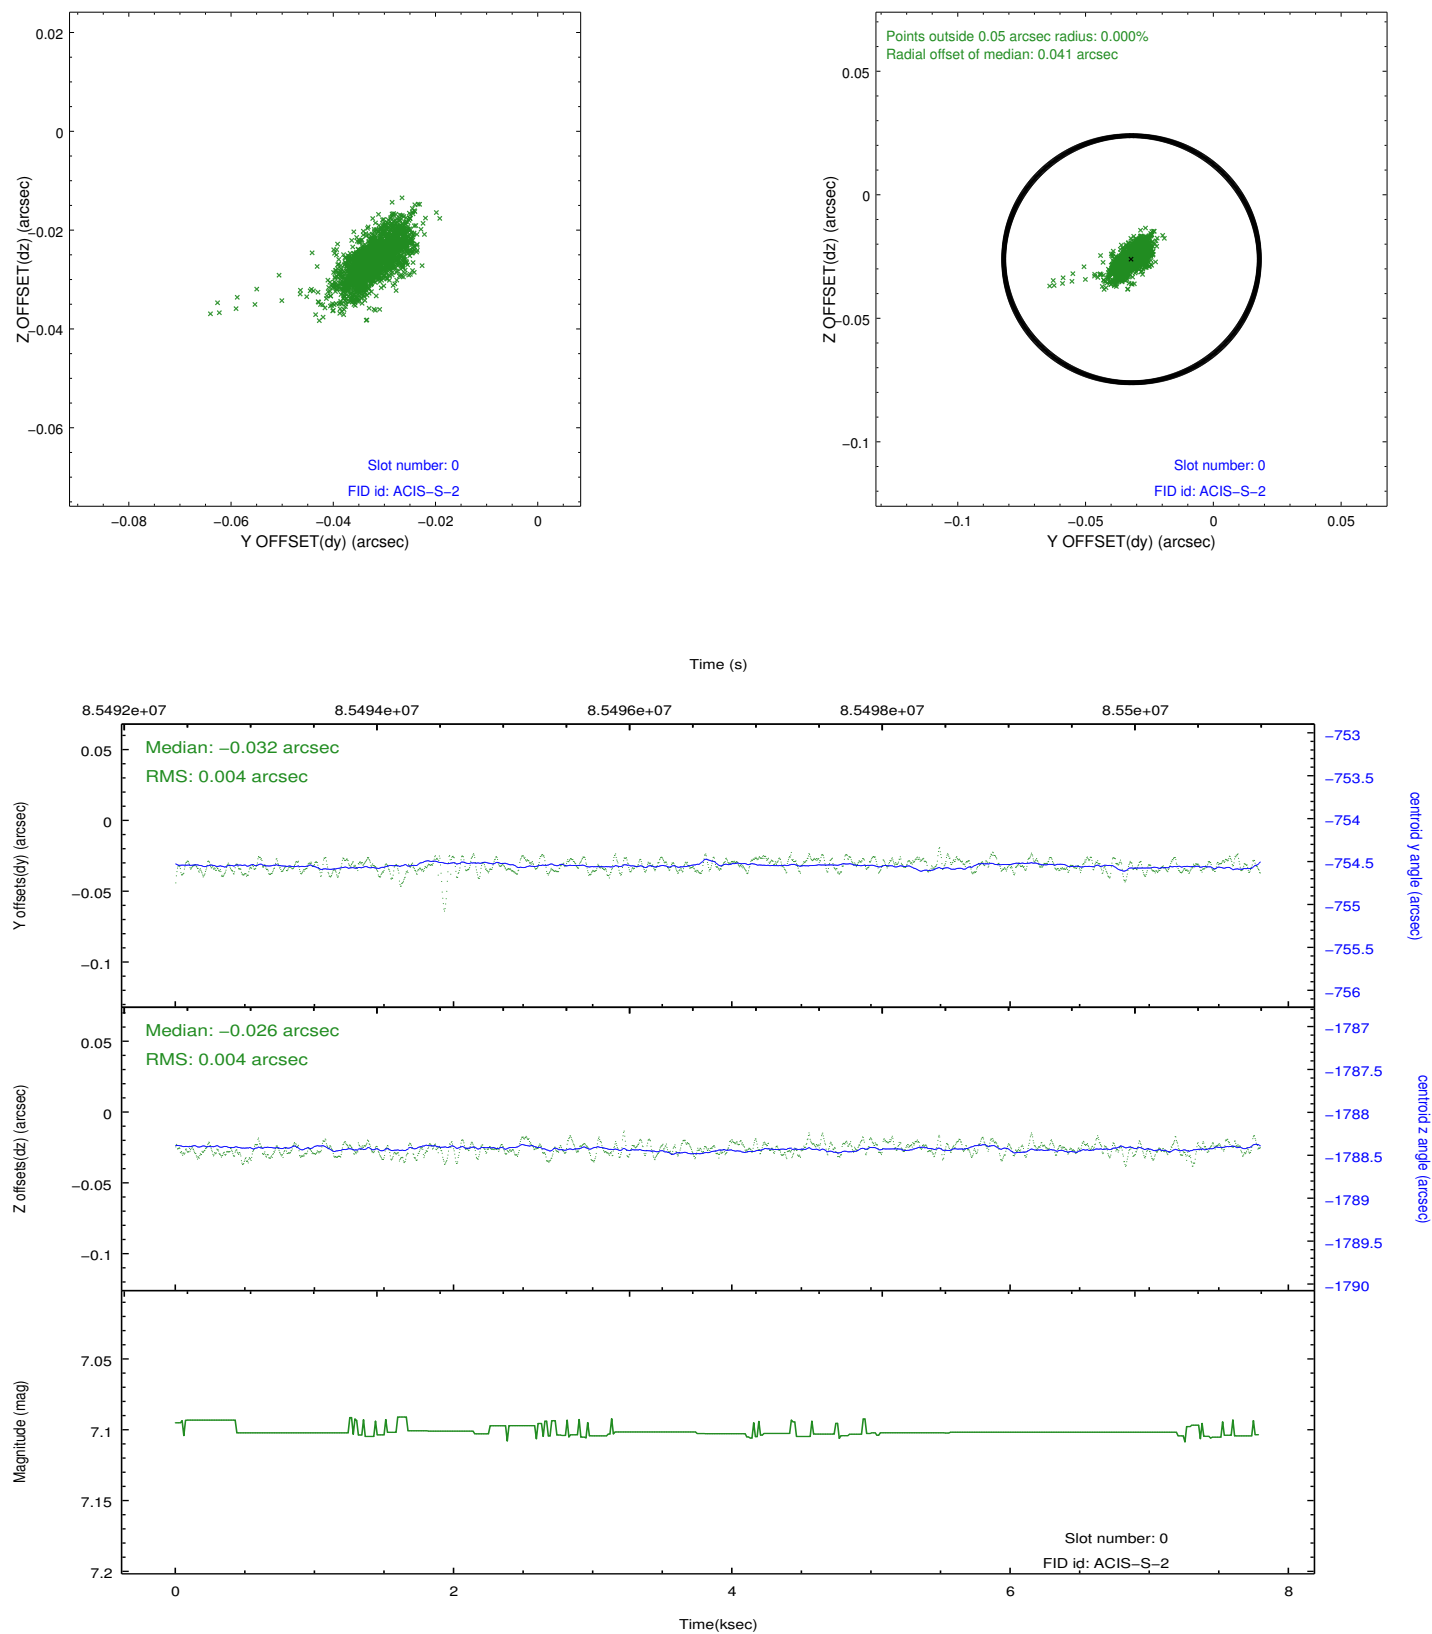 0.02
0
−0.02
−0.04
−0.06
Z OFFSET(dz) (arcsec)
Slot number: 0
FID id: ACIS−S−2
−0.08
−0.06
−0.04
−0.02
0
Y OFFSET(dy) (arcsec)
Points outside 0.05 arcsec radius: 0.000%
Radial offset of median: 0.041 arcsec
0.05
0
−0.05
−0.1
Z OFFSET(dz) (arcsec)
Slot number: 0
FID id: ACIS−S−2
−0.1
−0.05
0
0.05
Y OFFSET(dy) (arcsec)
Time (s)
8.5492e+07
8.5494e+07
8.5496e+07
8.5498e+07
8.55e+07
Median: −0.032 arcsec
RMS: 0.004 arcsec
0.05
0
−0.05
−0.1
Y offsets(dy) (arcsec)
−753
−753.5
−754
−754.5
−755
−755.5
−756
centroid y angle (arcsec)
Median: −0.026 arcsec
RMS: 0.004 arcsec
0.05
0
−0.05
−0.1
Z offsets(dz) (arcsec)
−1787
−1787.5
−1788
−1788.5
−1789
−1789.5
−1790
centroid z angle (arcsec)
7.05
7.1
7.15
7.2
Magnitude (mag)
Slot number: 0
FID id: ACIS−S−2
0
2
4
6
8
Time(ksec)